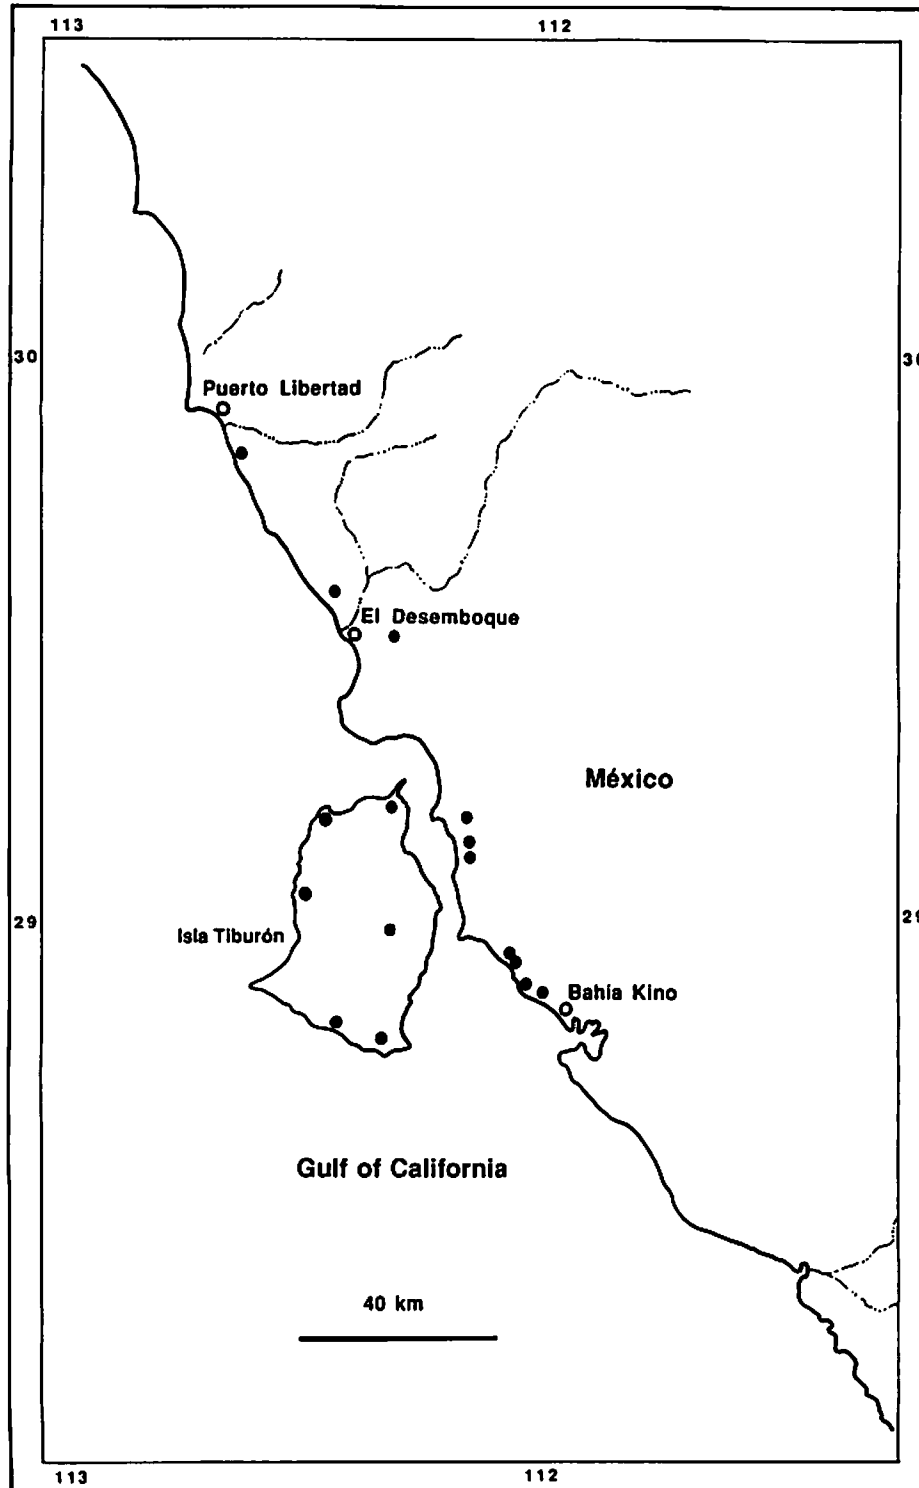 113 112
30 30
Puerto Libertad
El Desemboque
México
29 29
Isla Tiburón
Bahía Kino
Gulf of California
40 km
113 112